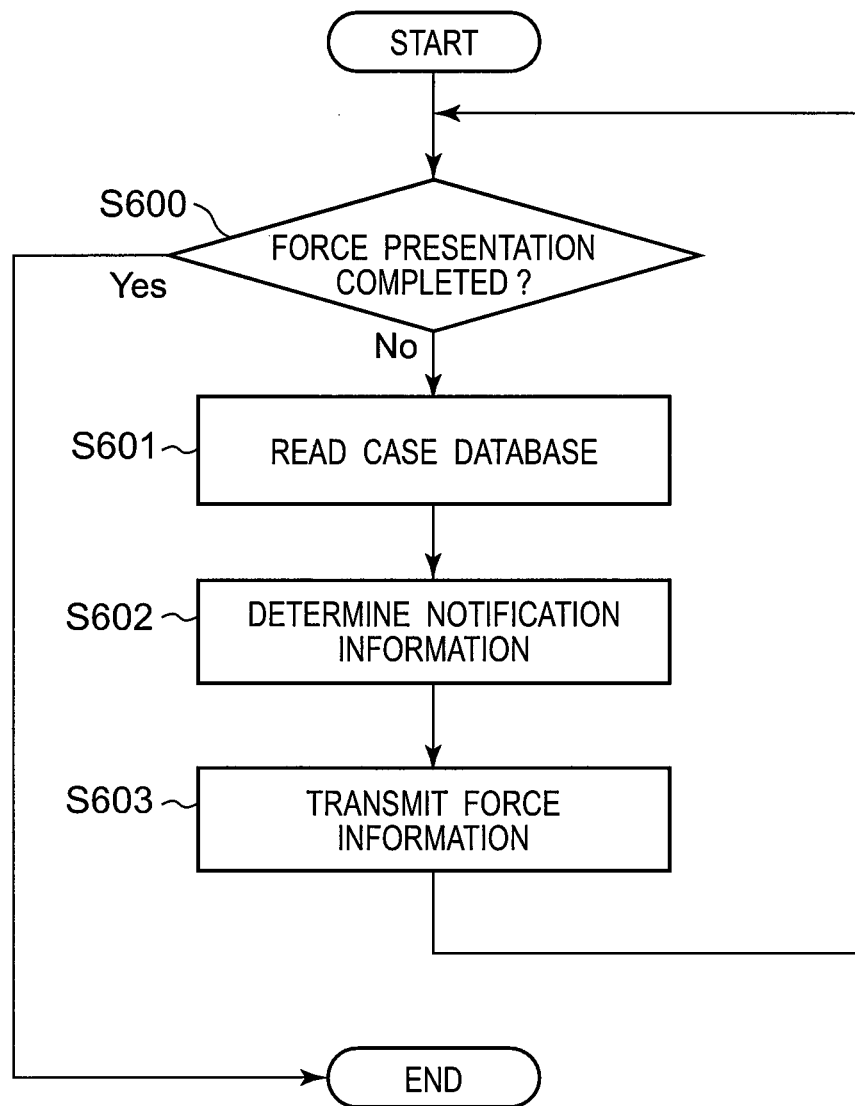 START
S600
FORCE PRESENTATION
COMPLETED ?
Yes
No
S601
READ CASE DATABASE
S602
DETERMINE NOTIFICATION
INFORMATION
S603
TRANSMIT FORCE
INFORMATION
END